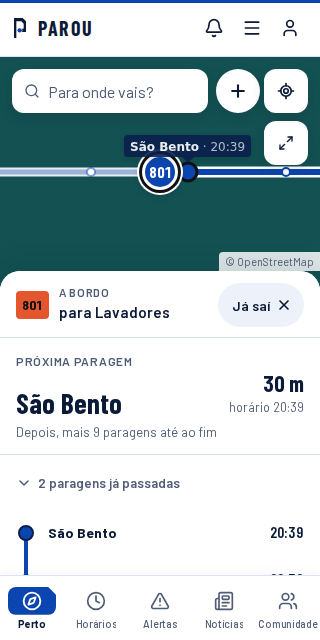 PAROU
Para onde vais?
São Bento · 20:39
801
© OpenStreetMap
801
A BORDO
para Lavadores
Já saí
PRÓXIMA PARAGEM
São Bento
30 m
horário 20:39
Depois, mais 9 paragens até ao fim
2 paragens já passadas
São Bento
20:39
Perto
Horários
Alertas
Notícias
Comunidade